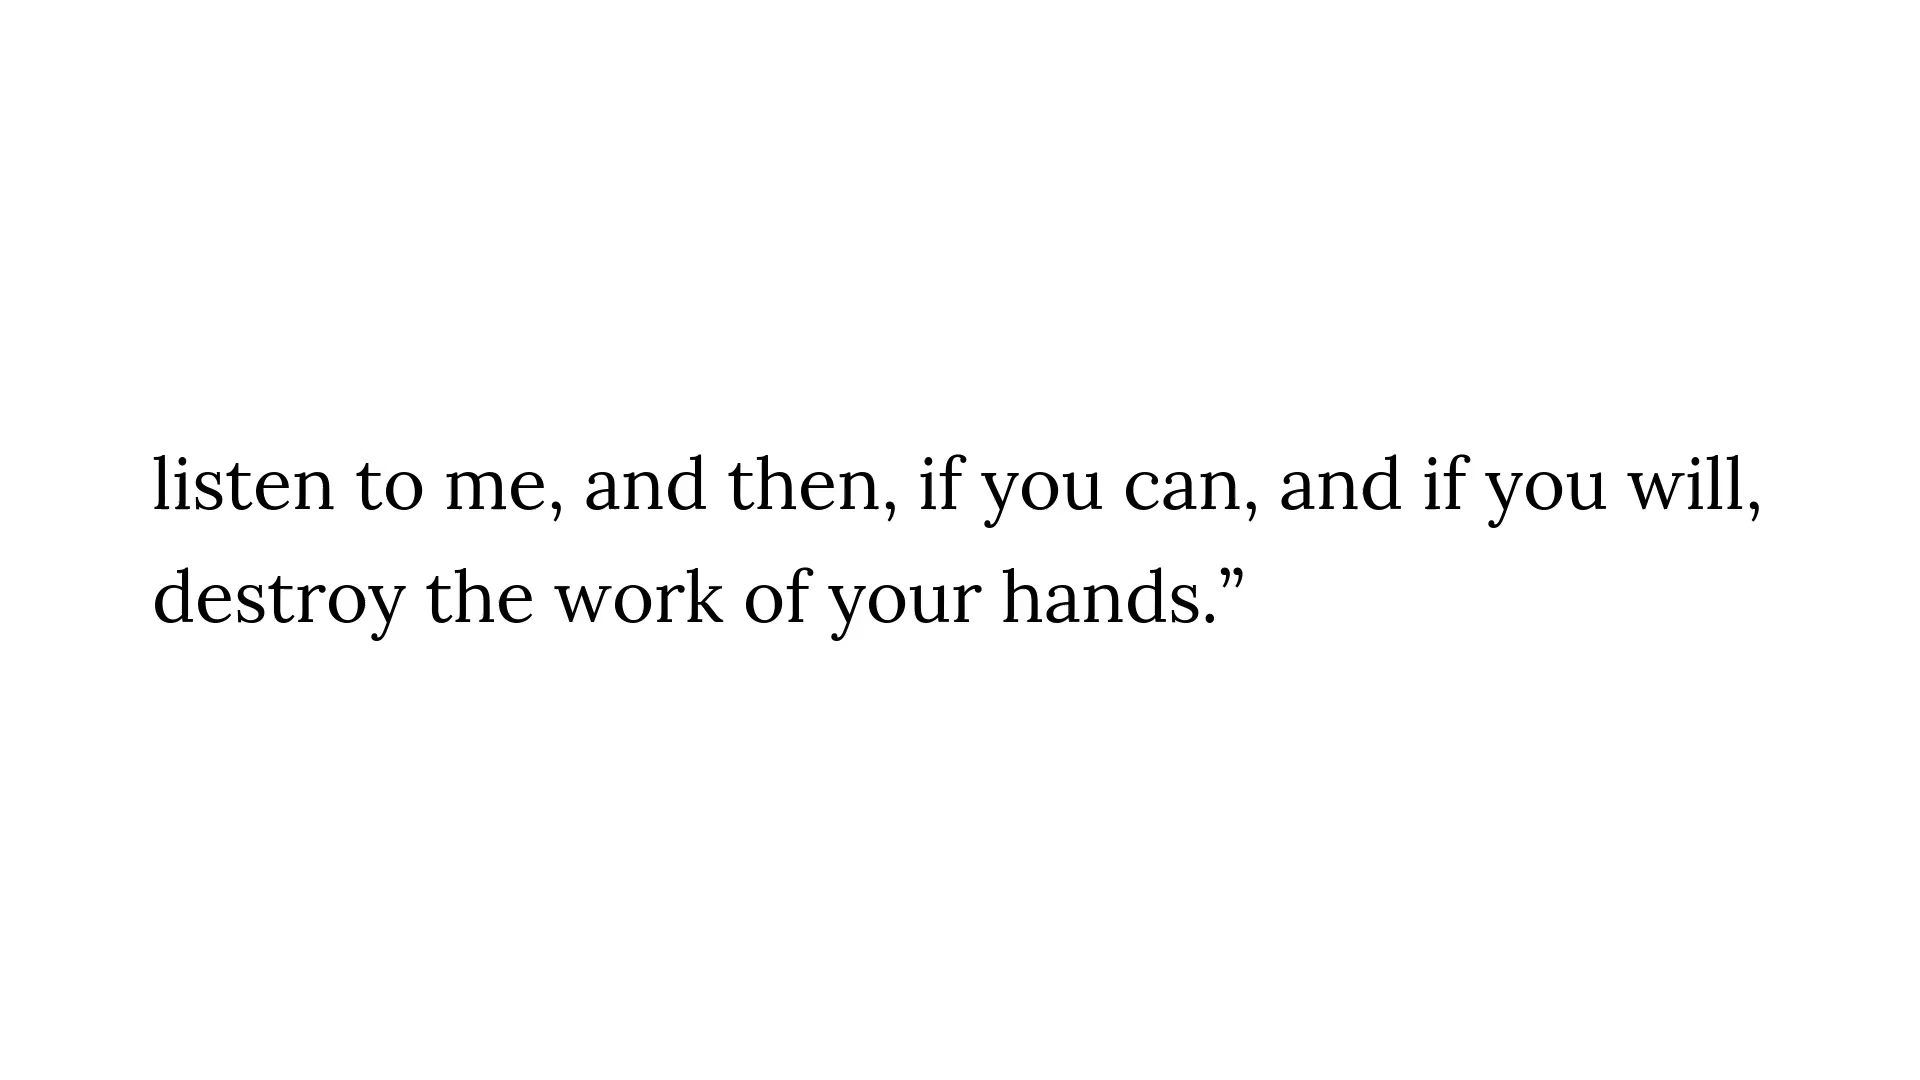 listen to me, and then, if you can, and if you will,
destroy the work of your hands.”